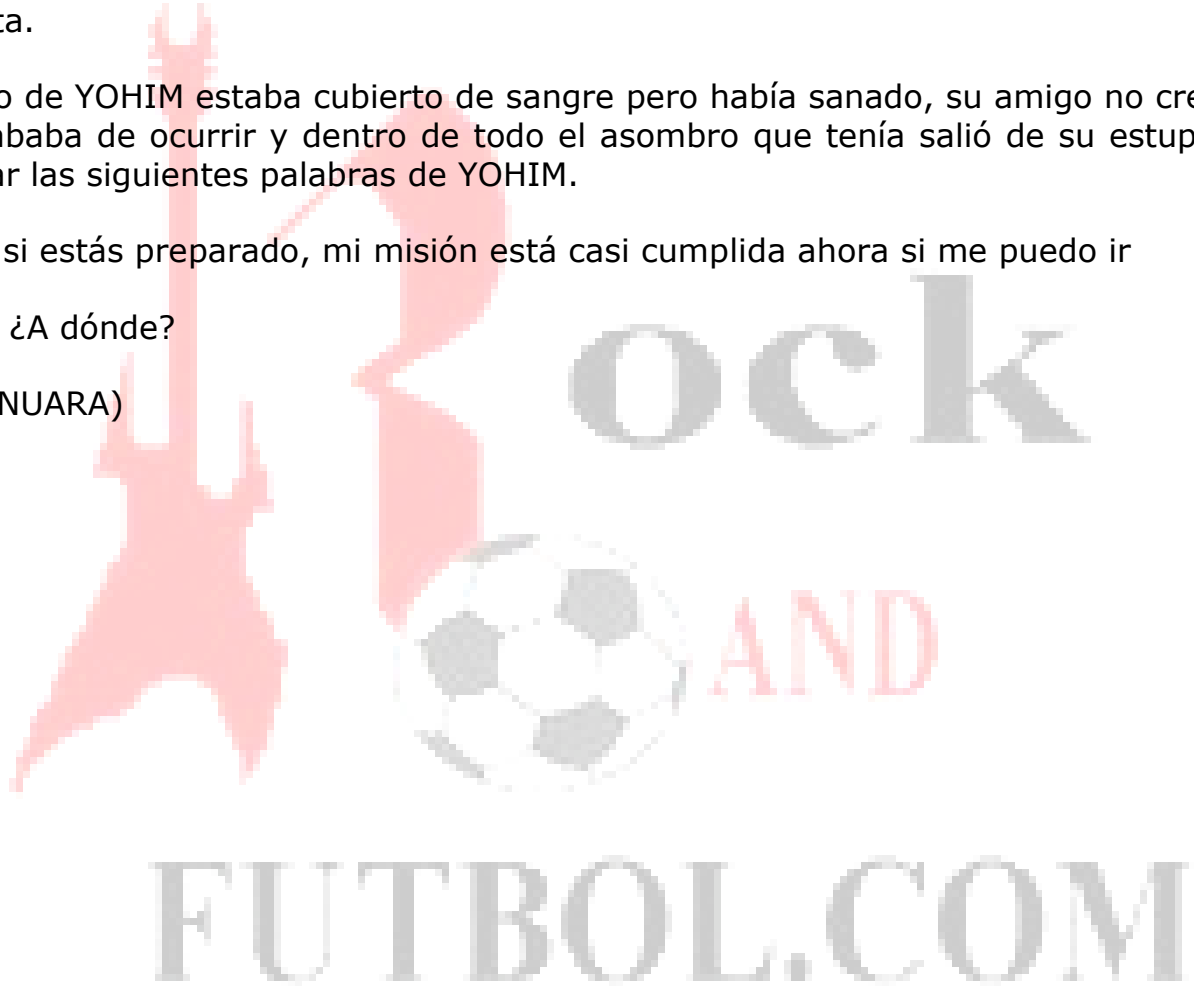 ta.
o de YOHIM estaba cubierto de sangre pero había sanado, su amigo no cre
ababa de ocurrir y dentro de todo el asombro que tenía salió de su estup
ar las siguientes palabras de YOHIM.
si estás preparado, mi misión está casi cumplida ahora si me puedo ir
¿A dónde?
NUARA)
Rock
AND
FUTBOL.COM